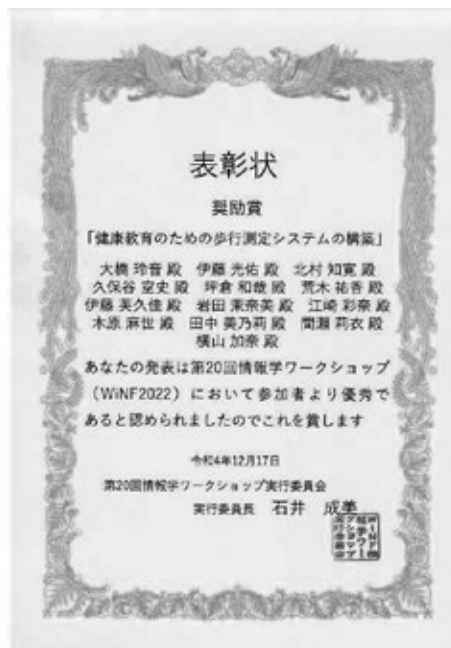 表彰状
奨励賞
「健康教育のための歩行測定システムの構築」
大橋 玲音 殿 伊藤 光佑 殿 北村 知寛 殿
久保谷 空史 殿 坪倉 和哉 殿 荒木 祐香 殿
伊藤 英久佳 殿 岩田 茉奈美 殿 江崎 彩奈 殿
木原 麻世 殿 田中 美乃莉 殿 間瀬 莉衣 殿
横山 加奈 殿
あなたの発表は第20回情報学ワークショップ
（WiNF2022）において参加者より優秀で
あると認められましたのでこれを賞します
令和4年12月17日
第20回情報学ワークショップ実行委員会
実行委員長 石井 成美